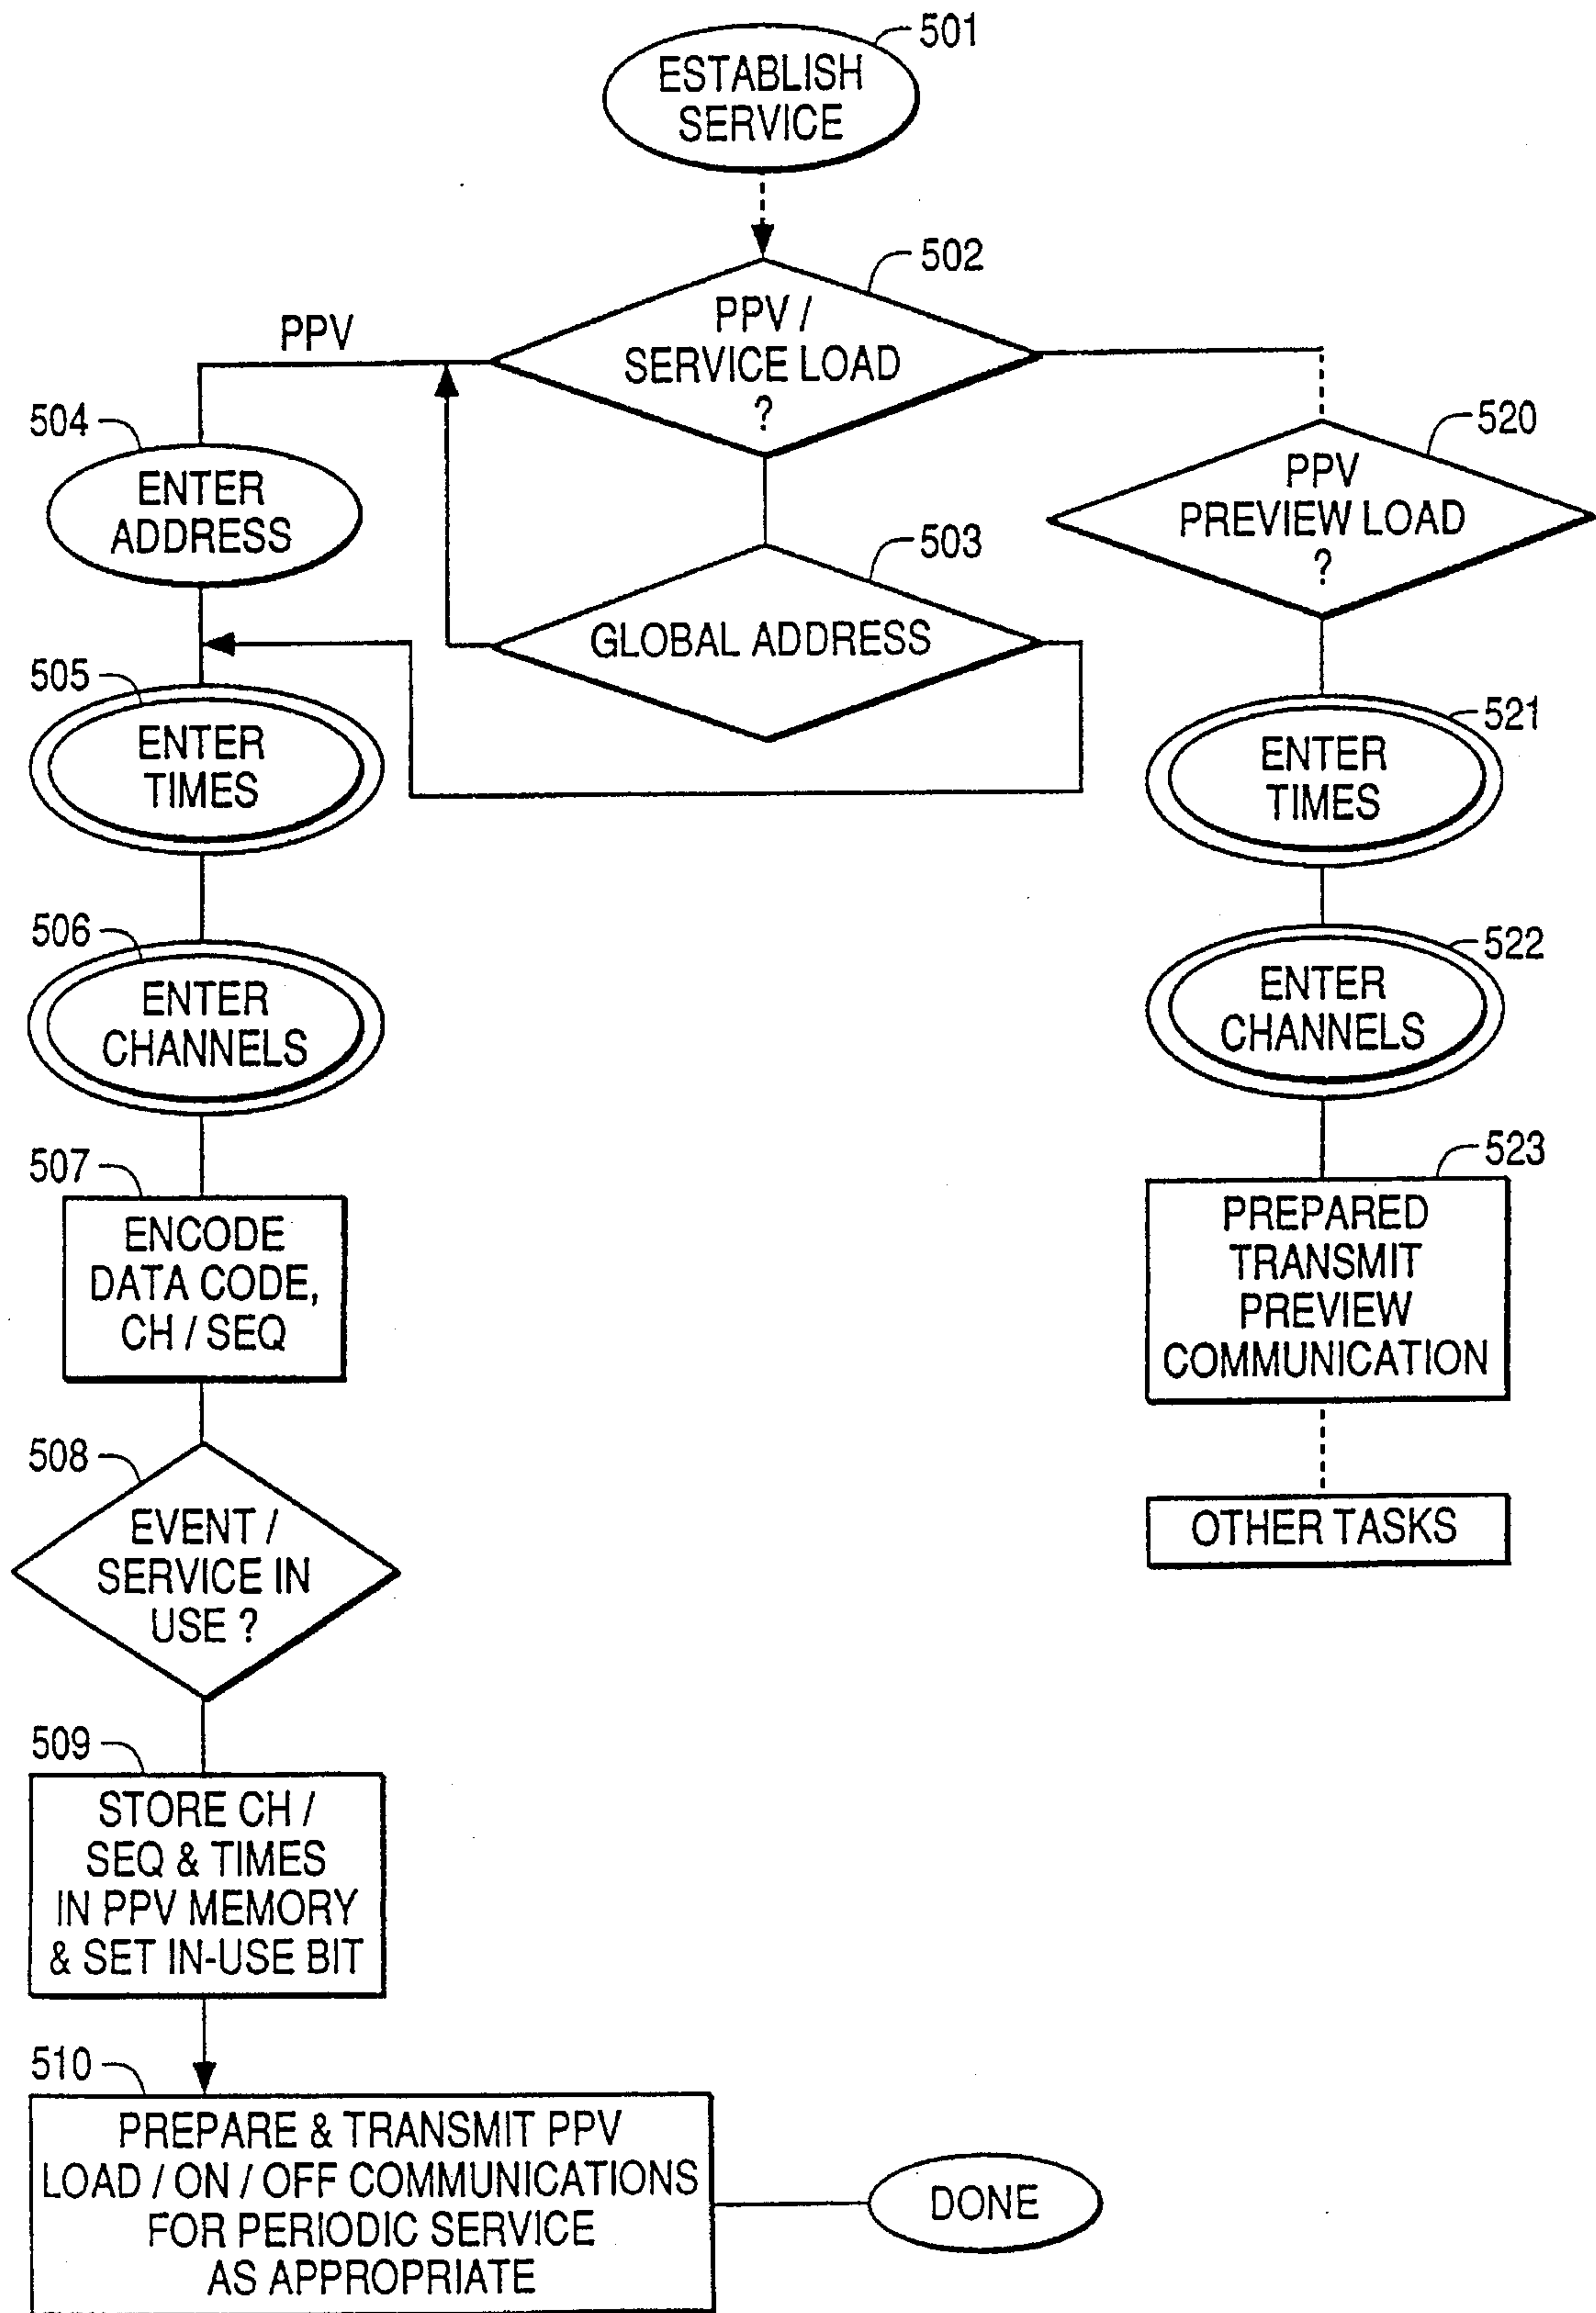 501
ESTABLISH
SERVICE
502
PPV /
SERVICE LOAD
?
PPV
504
ENTER
ADDRESS
503
GLOBAL ADDRESS
520
PPV
PREVIEW LOAD
?
505
ENTER
TIMES
521
ENTER
TIMES
506
ENTER
CHANNELS
522
ENTER
CHANNELS
507
ENCODE
DATA CODE,
CH / SEQ
523
PREPARED
TRANSMIT
PREVIEW
COMMUNICATION
508
EVENT /
SERVICE IN
USE ?
OTHER TASKS
509
STORE CH /
SEQ & TIMES
IN PPV MEMORY
& SET IN-USE BIT
510
PREPARE & TRANSMIT PPV
LOAD / ON / OFF COMMUNICATIONS
FOR PERIODIC SERVICE
AS APPROPRIATE
DONE